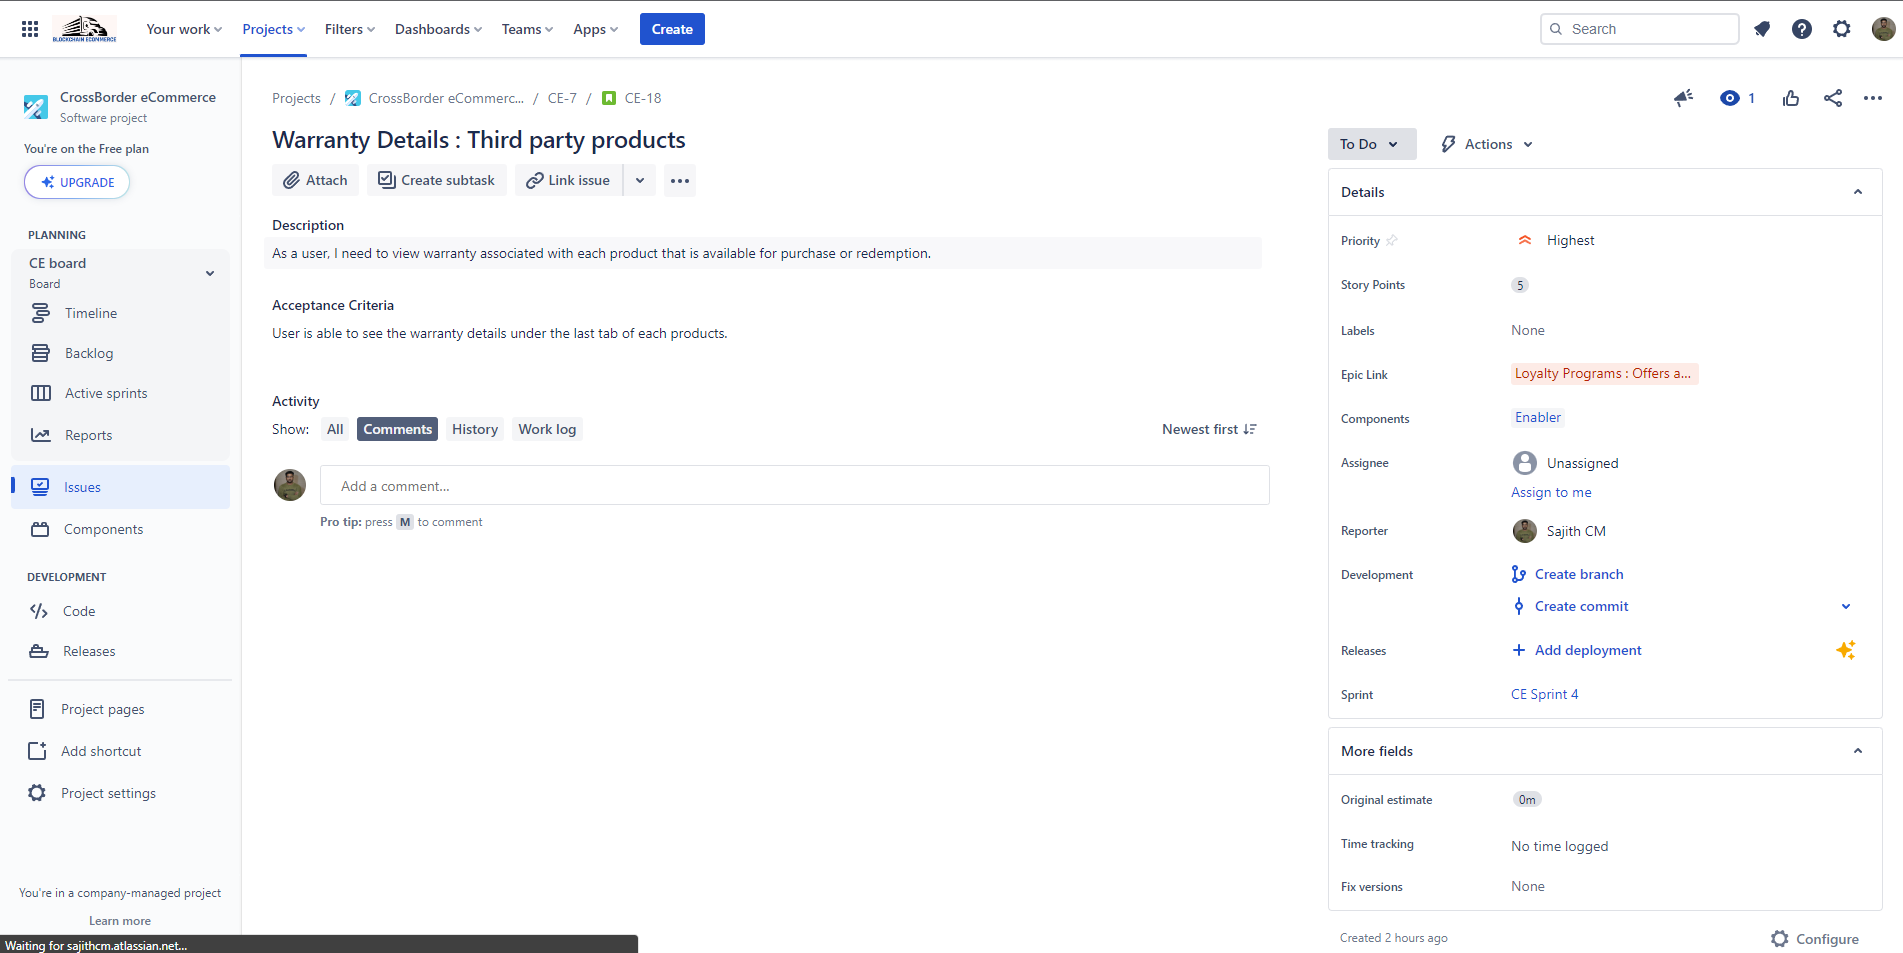 BLOCKCHAIN ECOMMERCE
Your work
Projects
Filters
Dashboards
Teams
Apps
Create
Search
CrossBorder eCommerce
Software project
You're on the Free plan
UPGRADE
PLANNING
CE board
Board
Timeline
Backlog
Active sprints
Reports
Issues
Components
DEVELOPMENT
Code
Releases
Project pages
Add shortcut
Project settings
You're in a company-managed project
Learn more
Waiting for sajithcm.atlassian.net...
Projects / CrossBorder eCommerc... / CE-7 / CE-18
Warranty Details : Third party products
Attach
Create subtask
Link issue
Description
As a user, I need to view warranty associated with each product that is available for purchase or redemption.
Acceptance Criteria
User is able to see the warranty details under the last tab of each products.
Activity
Show: All Comments History Work log
Newest first
Add a comment...
Pro tip: press M to comment
1
To Do
Actions
Details
Priority Highest
Story Points 5
Labels None
Epic Link Loyalty Programs : Offers a...
Components Enabler
Assignee Unassigned
Assign to me
Reporter Sajith CM
Development Create branch
Create commit
Releases + Add deployment
Sprint CE Sprint 4
More fields
Original estimate 0m
Time tracking No time logged
Fix versions None
Created 2 hours ago
Configure